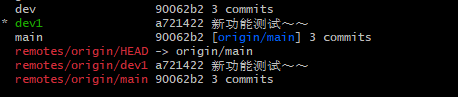 dev 90062b2 3 commits
* dev1 a721422 新功能测试~~
main 90062b2 [origin/main] 3 commits
remotes/origin/HEAD -> origin/main
remotes/origin/dev1 a721422 新功能测试~~
remotes/origin/main 90062b2 3 commits